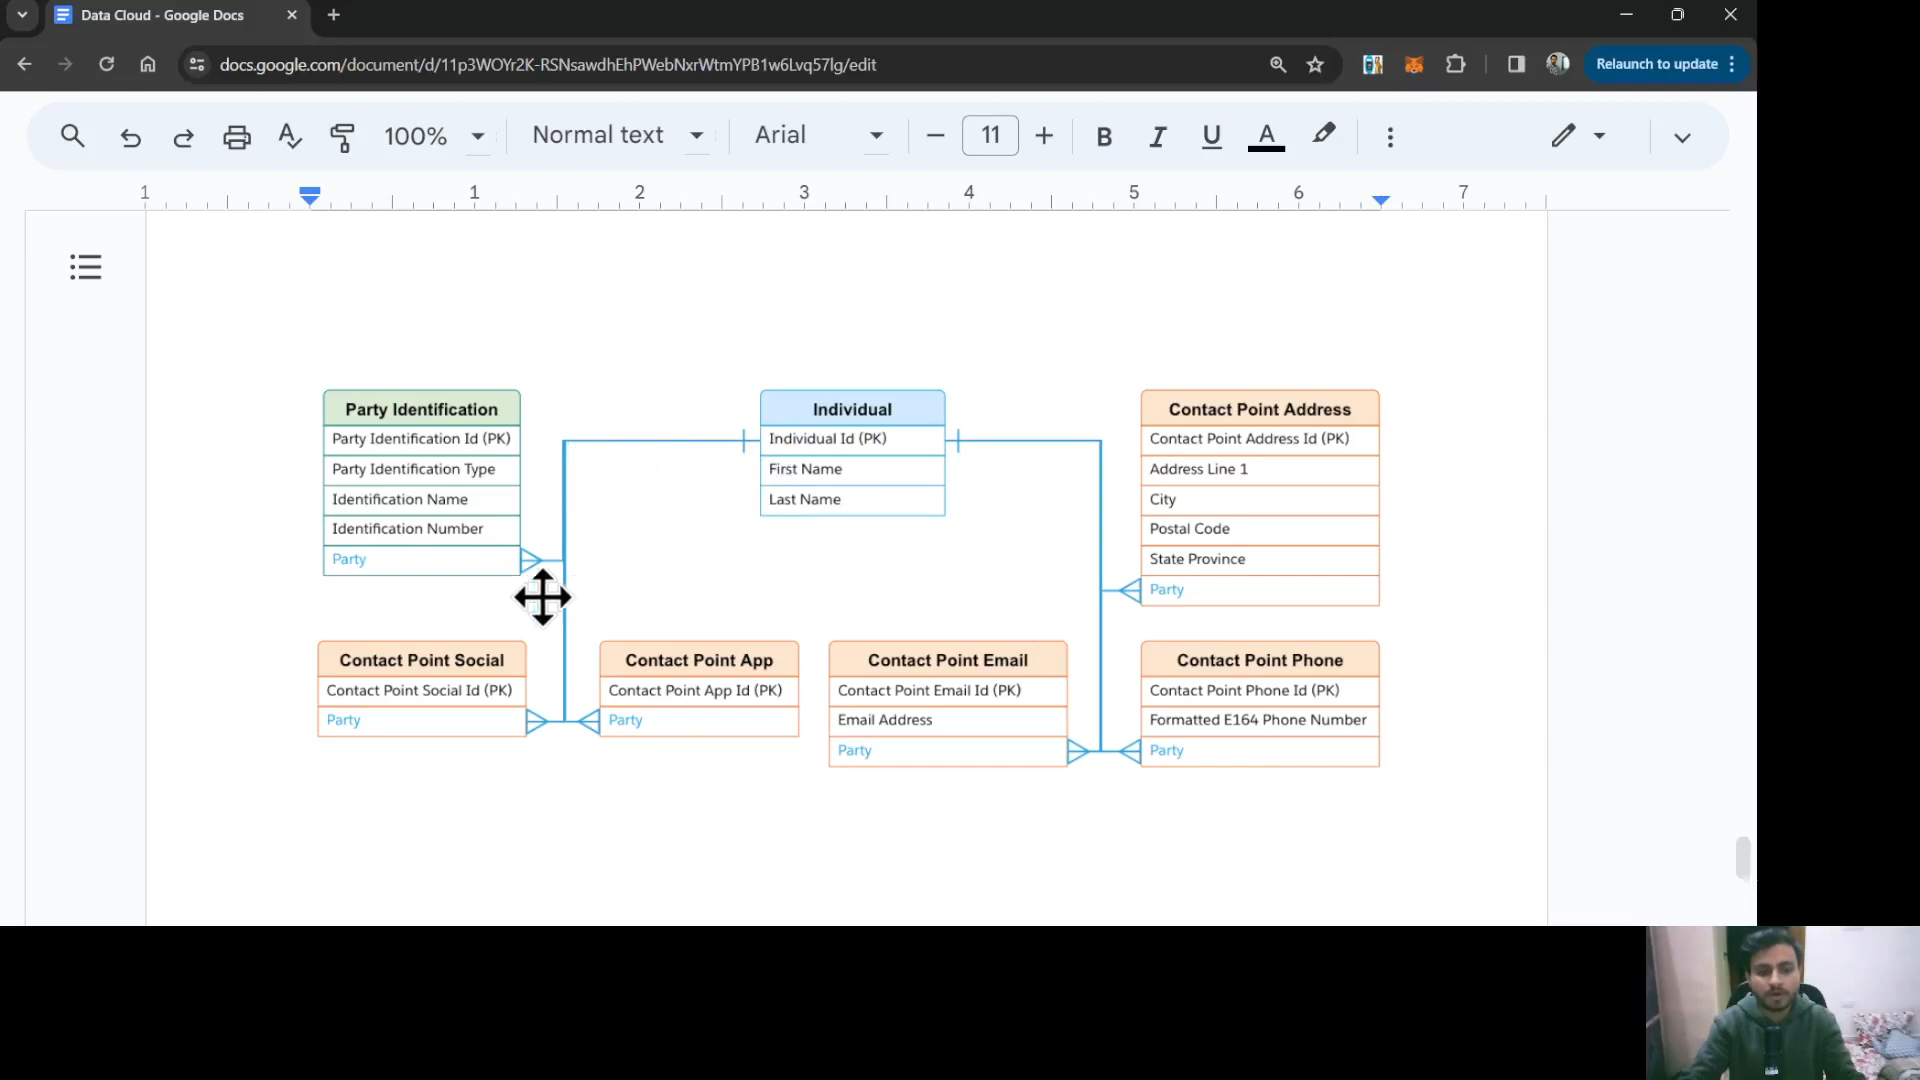 Data Cloud - Google Docs
docs.google.com/document/d/11p3WOYr2K-RSNsawdhEhPWebNxrWtmYPB1w6Lvq57lg/edit
Relaunch to update
100%
Normal text
Arial
11
B I U A
1 1 2 3 4 5 6 7
Party Identification
Party Identification Id (PK)
Party Identification Type
Identification Name
Identification Number
Party
Individual
Individual Id (PK)
First Name
Last Name
Contact Point Address
Contact Point Address Id (PK)
Address Line 1
City
Postal Code
State Province
Party
Contact Point Social
Contact Point Social Id (PK)
Party
Contact Point App
Contact Point App Id (PK)
Party
Contact Point Email
Contact Point Email Id (PK)
Email Address
Party
Contact Point Phone
Contact Point Phone Id (PK)
Formatted E164 Phone Number
Party